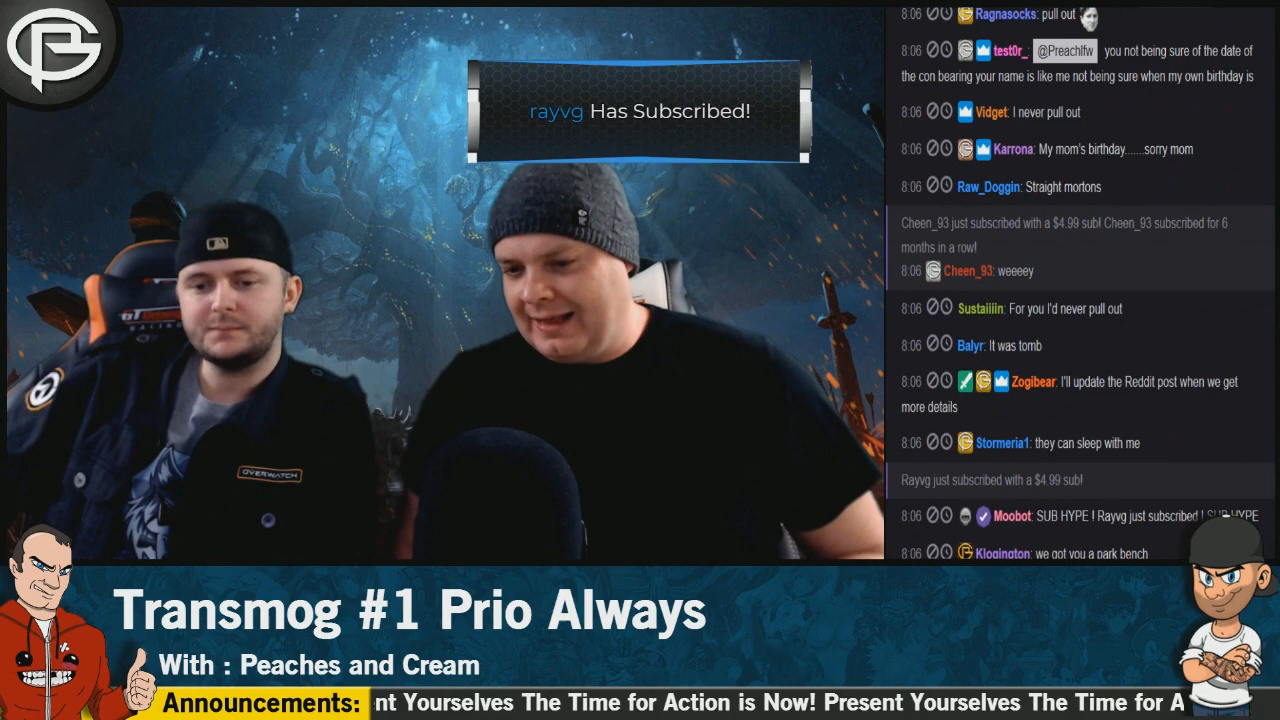 rayvg Has Subscribed!
8:06 Ragnasocks: pull out
8:06 test0r_: @Preachlfw you not being sure of the date of
the con bearing your name is like me not being sure when my own birthday is
8:06 Vidget: I never pull out
8:06 Karrona: My mom's birthday.......sorry mom
8:06 Raw_Doggin: Straight mortons
Cheen_93 just subscribed with a $4.99 sub! Cheen_93 subscribed for 6
months in a row!
8:06 Cheen_93: weeeey
8:06 Sustaiiiin: For you I'd never pull out
8:06 Balyr: It was tomb
8:06 Zogibear: I'll update the Reddit post when we get
more details
8:06 Stormeria1: they can sleep with me
Rayvg just subscribed with a $4.99 sub!
8:06 Moobot: SUB HYPE ! Rayvg just subscribed ! SUB HYPE
8:06 Klogington: we got you a park bench
OVERWATCH
RACING
Transmog #1 Prio Always
With : Peaches and Cream
Announcements: nt Yourselves The Time for Action is Now! Present Yourselves The Time for A